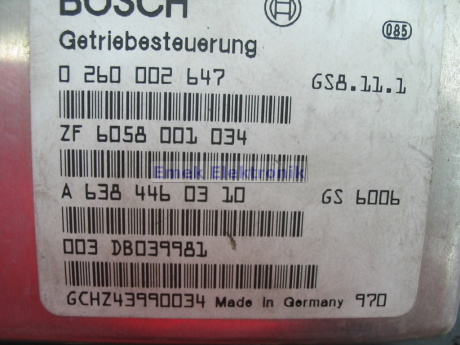 BOSCH
085
Getriebesteuerung
0 260 002 647 GS8.11.1
ZF 6058 001 034
Emek Elektronik
A 638 446 03 10 GS 6006
003 DB039981
GCHZ43990034 Made in Germany 970